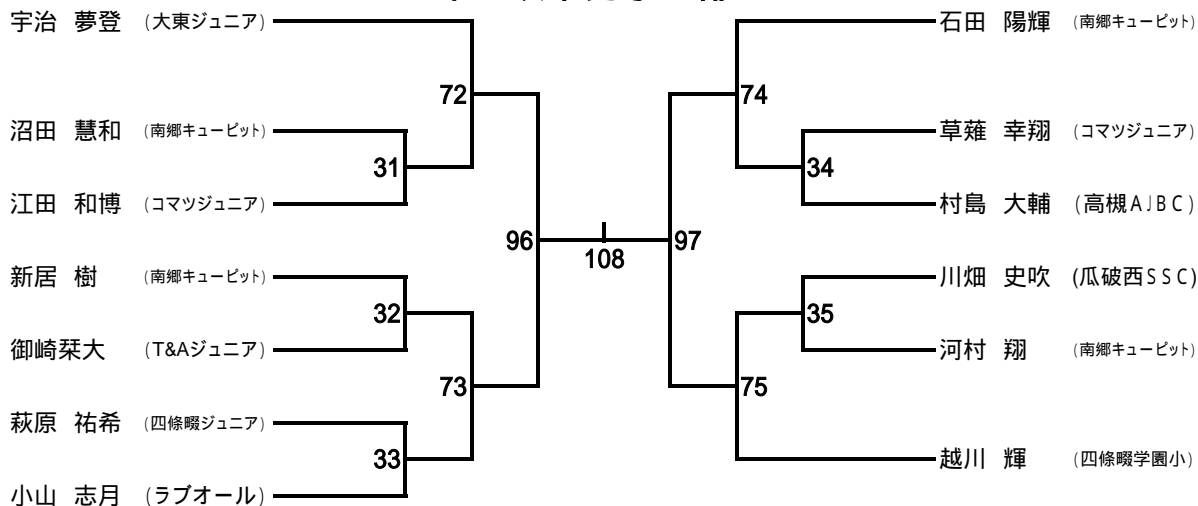 宇治 夢登 (大東ジュニア)
72
沼田 慧和 (南郷キューピット)
31
江田 和博 (コマツジュニア)
96
新居 樹 (南郷キューピット)
32
御崎栞大 (T&Aジュニア)
73
萩原 祐希 (四條畷ジュニア)
33
小山 志月 (ラブオール)
108
石田 陽輝 (南郷キューピット)
74
草薙 幸翔 (コマツジュニア)
34
村島 大輔 (高槻AJBC)
97
川畑 史吹 (瓜破西SSC)
35
河村 翔 (南郷キューピット)
75
越川 輝 (四條畷学園小)